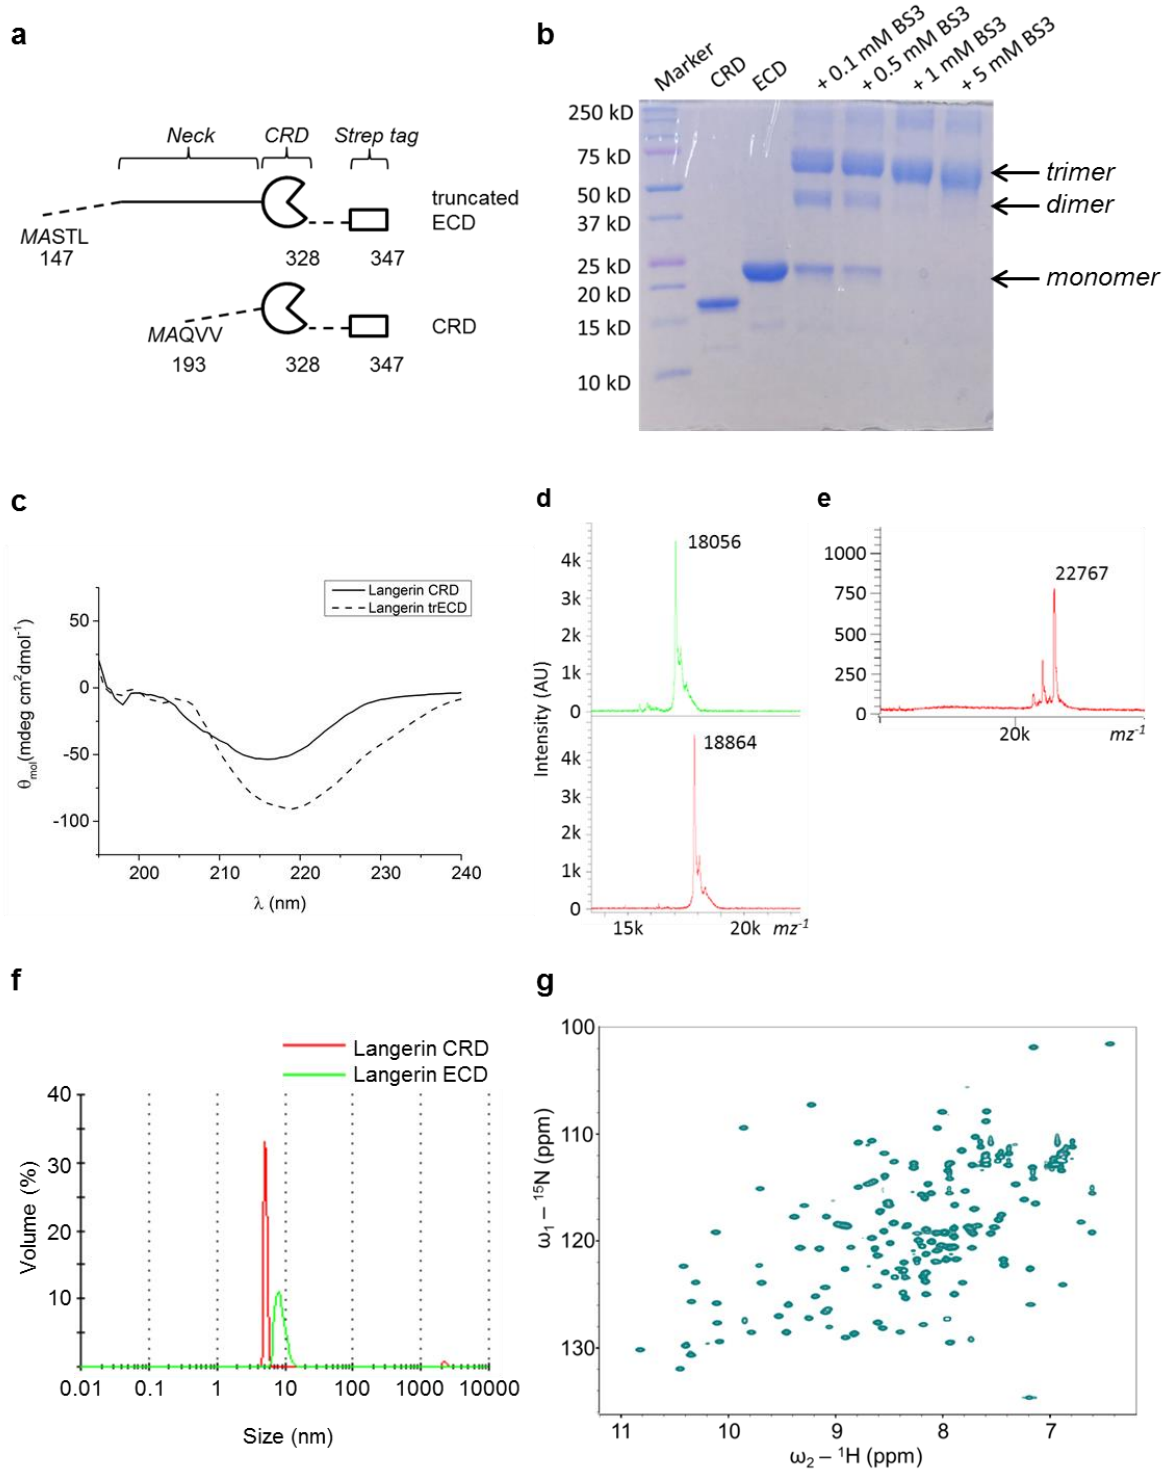 a
Neck CRD Strep tag
truncated
ECD
MASTL
147 328 347
MAQVV
CRD
193 328 347
b
Marker CRD ECD + 0.1 mM BS3 + 0.5 mM BS3 + 1 mM BS3 + 5 mM BS3
250 kD
75 kD
50 kD
37 kD
25 kD
20 kD
15 kD
10 kD
trimer
dimer
monomer
c
Langerin CRD
Langerin trECD
50
0
-50
-100
θmol(mdeg cm²dmol⁻¹)
200 210 220 230 240
λ (nm)
d
18056
4k
3k
2k
1k
0
Intensity (AU)
18864
4k
3k
2k
1k
0
15k 20k mz⁻¹
e
22767
1000
750
500
250
0
20k mz⁻¹
f
Langerin CRD
Langerin ECD
40
30
20
10
Volume (%)
0.01 0.1 1 10 100 1000 10000
Size (nm)
g
100
110
120
130
ω₁ – ¹⁵N (ppm)
11 10 9 8 7
ω₂ – ¹H (ppm)